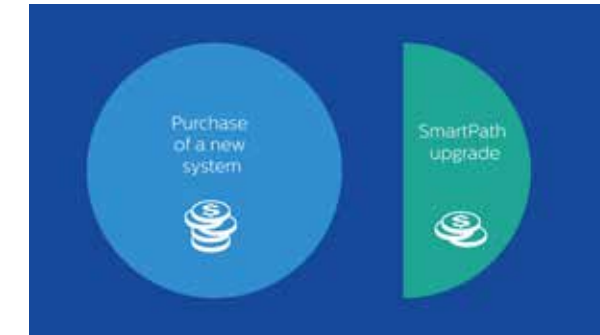 Purchase
of a new
system
$
SmartPath
upgrade
$